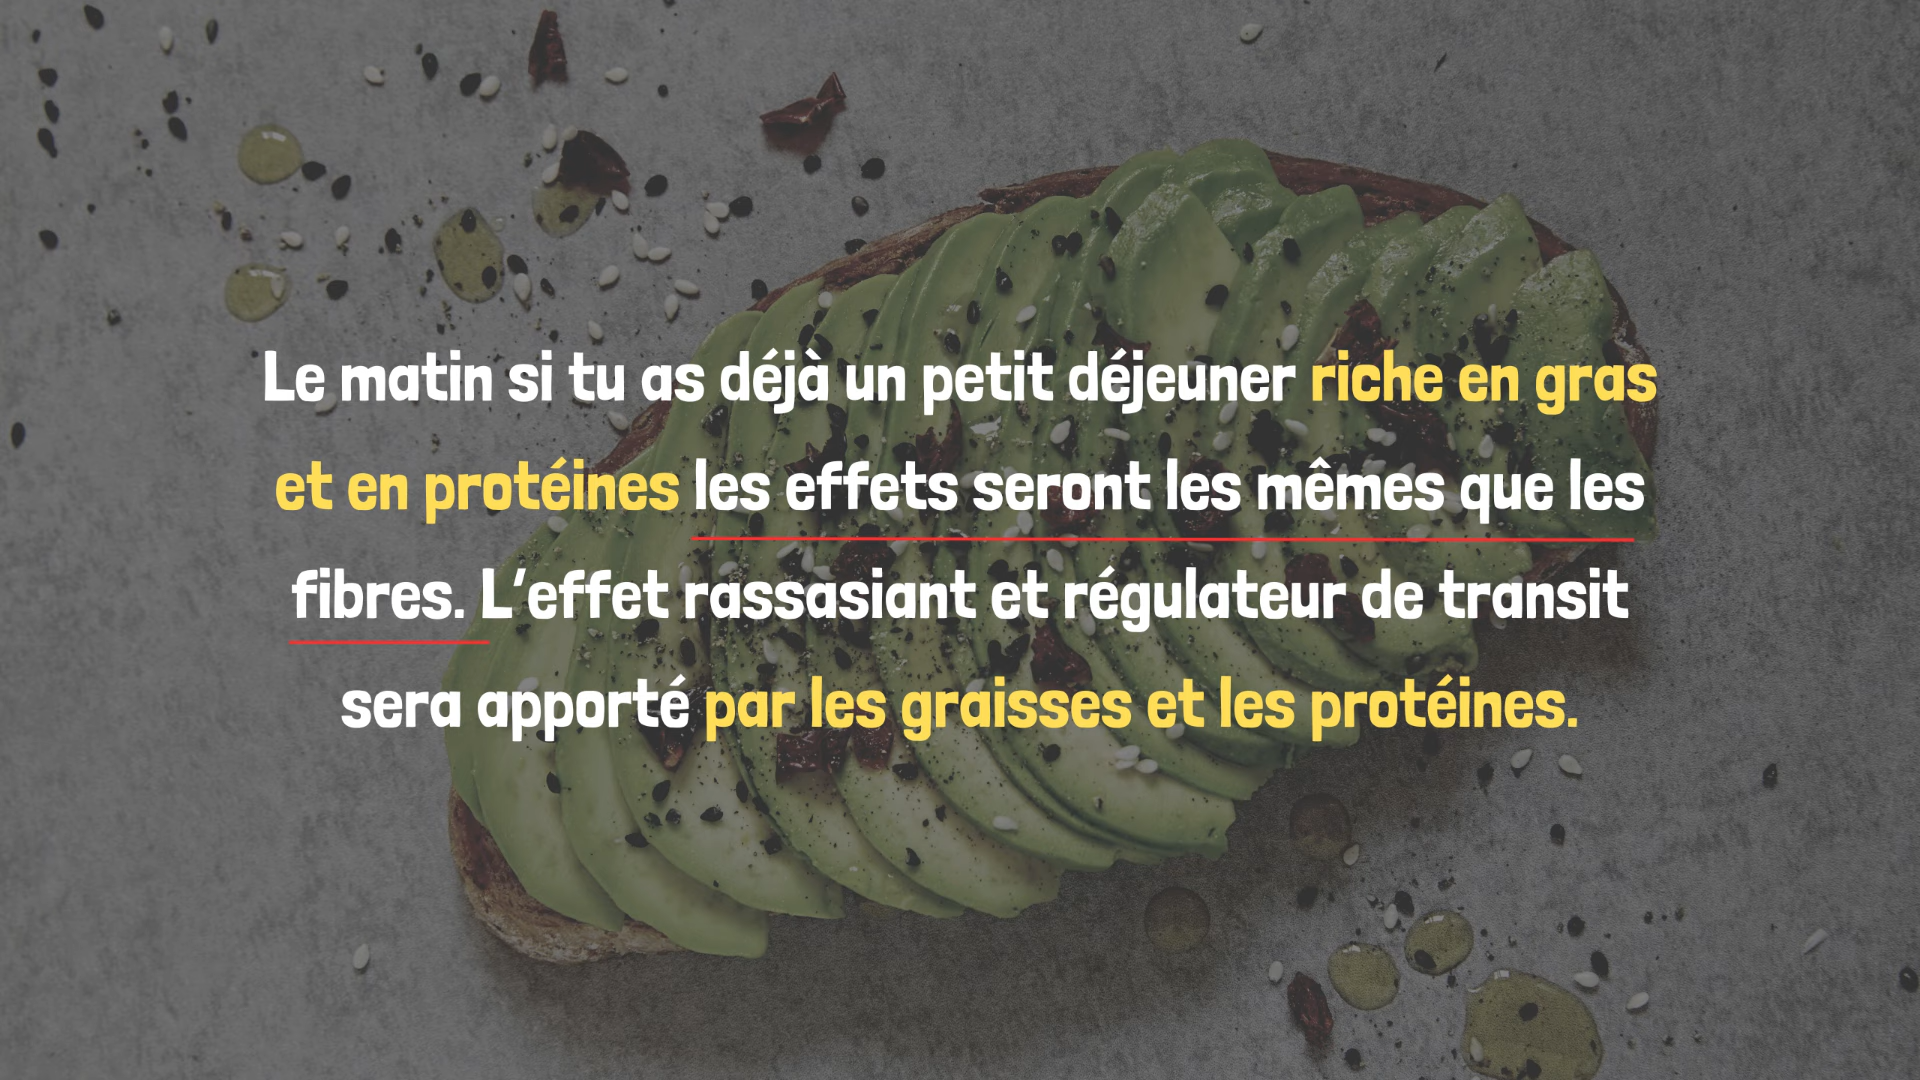 Le matin si tu as déjà un petit déjeuner riche en gras
et en protéines les effets seront les mêmes que les
fibres. L'effet rassasiant et régulateur de transit
sera apporté par les graisses et les protéines.